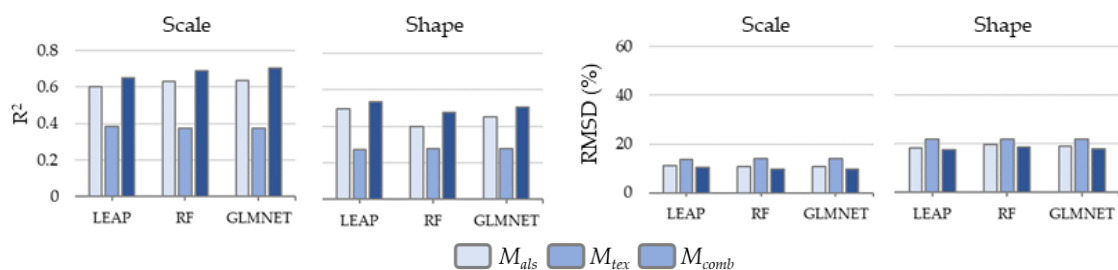 Scale
Shape
Scale
Shape
R²
0.8
0.6
0.4
0.2
0
LEAP RF GLMNET
LEAP RF GLMNET
RMSD (%)
60
40
20
0
LEAP RF GLMNET
LEAP RF GLMNET
M_als M_tex M_comb